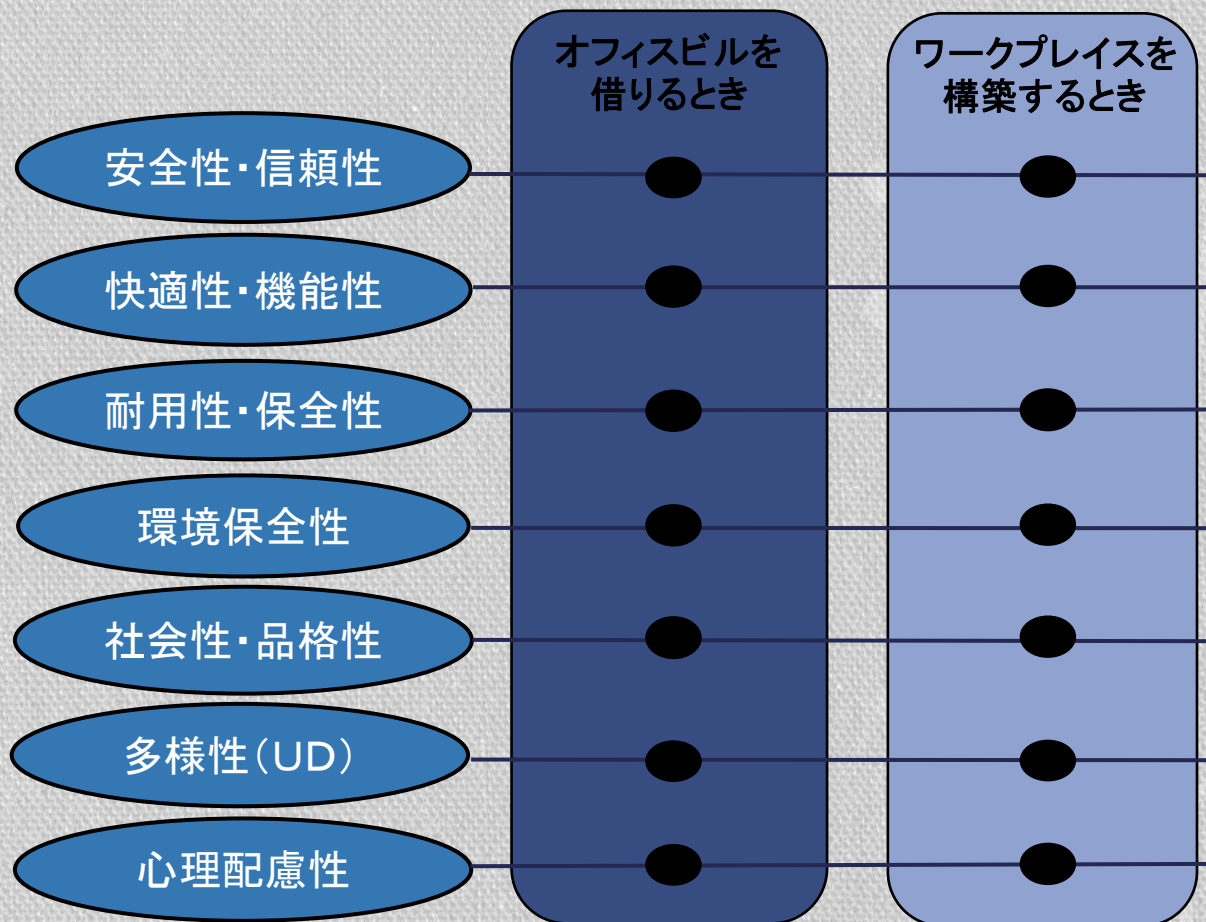 オフィスビルを
借りるとき
ワークプレイスを
構築するとき
安全性・信頼性
快適性・機能性
耐用性・保全性
環境保全性
社会性・品格性
多様性（UD）
心理配慮性